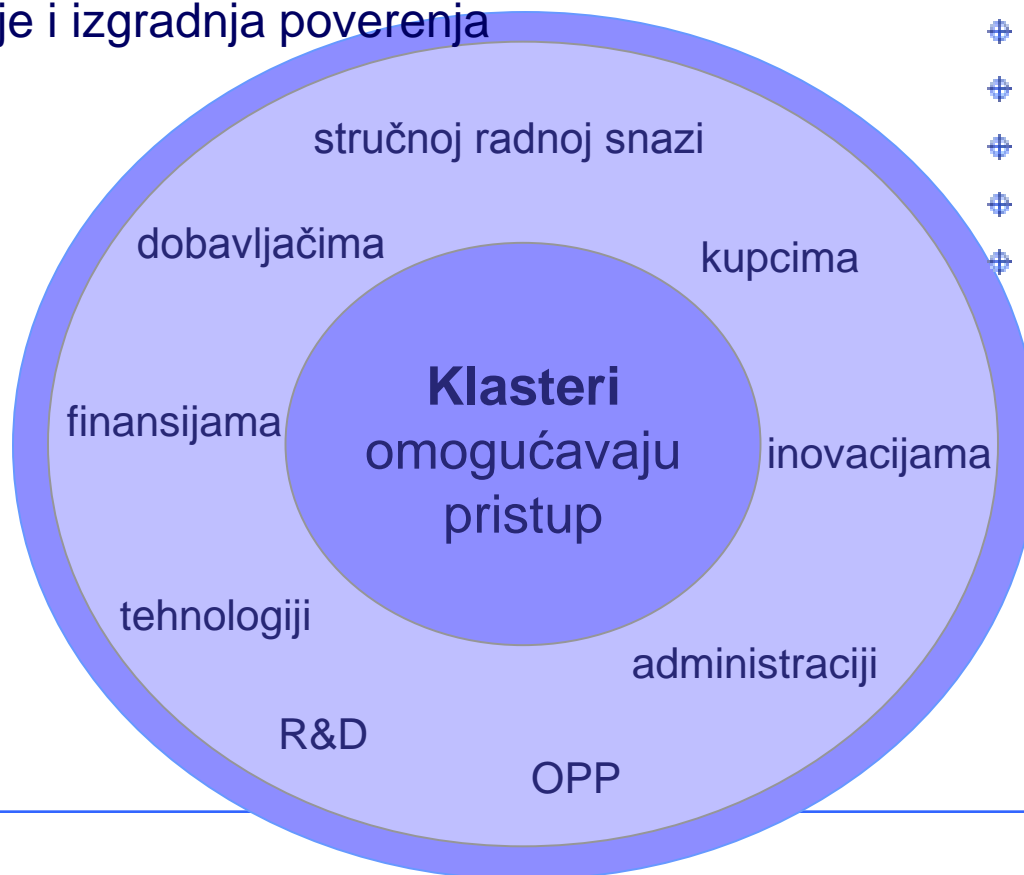 je i izgradnja poverenja
stručnoj radnoj snazi
dobavljačima
kupcima
Klasteri
omogućavaju
pristup
finansijama
inovacijama
tehnologiji
administraciji
R&D
OPP